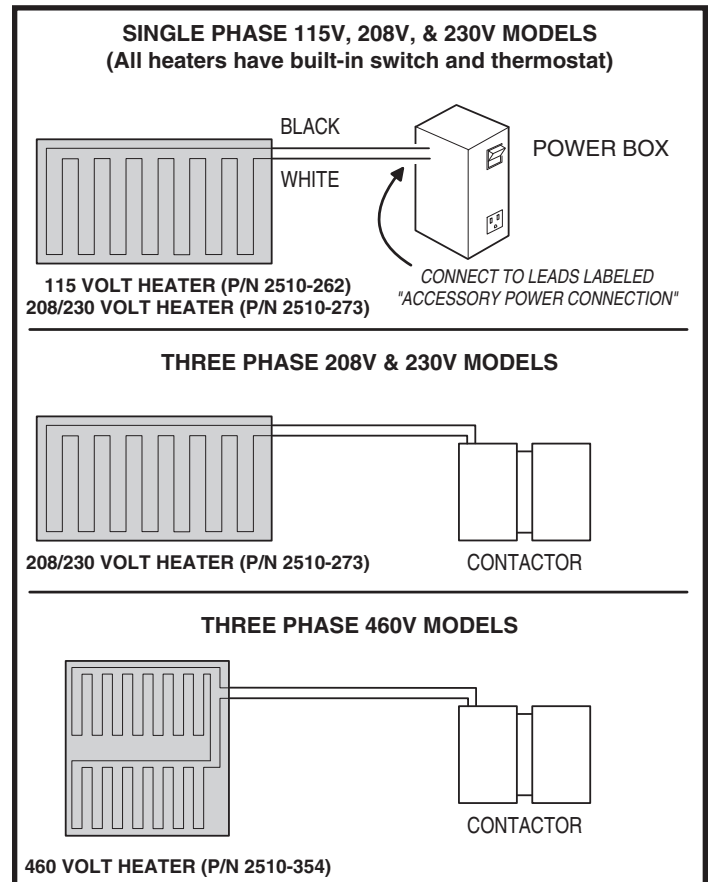 SINGLE PHASE 115V, 208V, & 230V MODELS
(All heaters have built-in switch and thermostat)
BLACK
WHITE
POWER BOX
115 VOLT HEATER (P/N 2510-262)
208/230 VOLT HEATER (P/N 2510-273)
CONNECT TO LEADS LABELED
"ACCESSORY POWER CONNECTION"
THREE PHASE 208V & 230V MODELS
208/230 VOLT HEATER (P/N 2510-273)
CONTACTOR
THREE PHASE 460V MODELS
CONTACTOR
460 VOLT HEATER (P/N 2510-354)